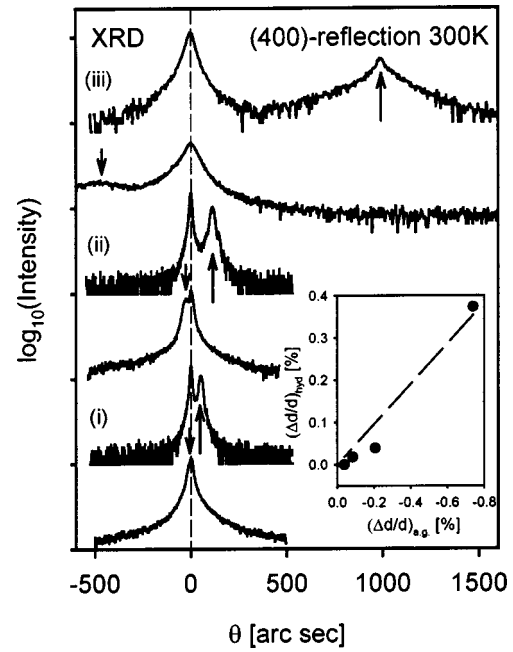 XRD (400)-reflection 300K
(iii)
(ii)
(i)
log10(Intensity)
0.4
0.3
0.2
0.1
0.0
(Δd/d)hyd [%]
0.0 -0.2 -0.4 -0.6 -0.8
(Δd/d)a.g. [%]
-500 0 500 1000 1500
θ [arc sec]